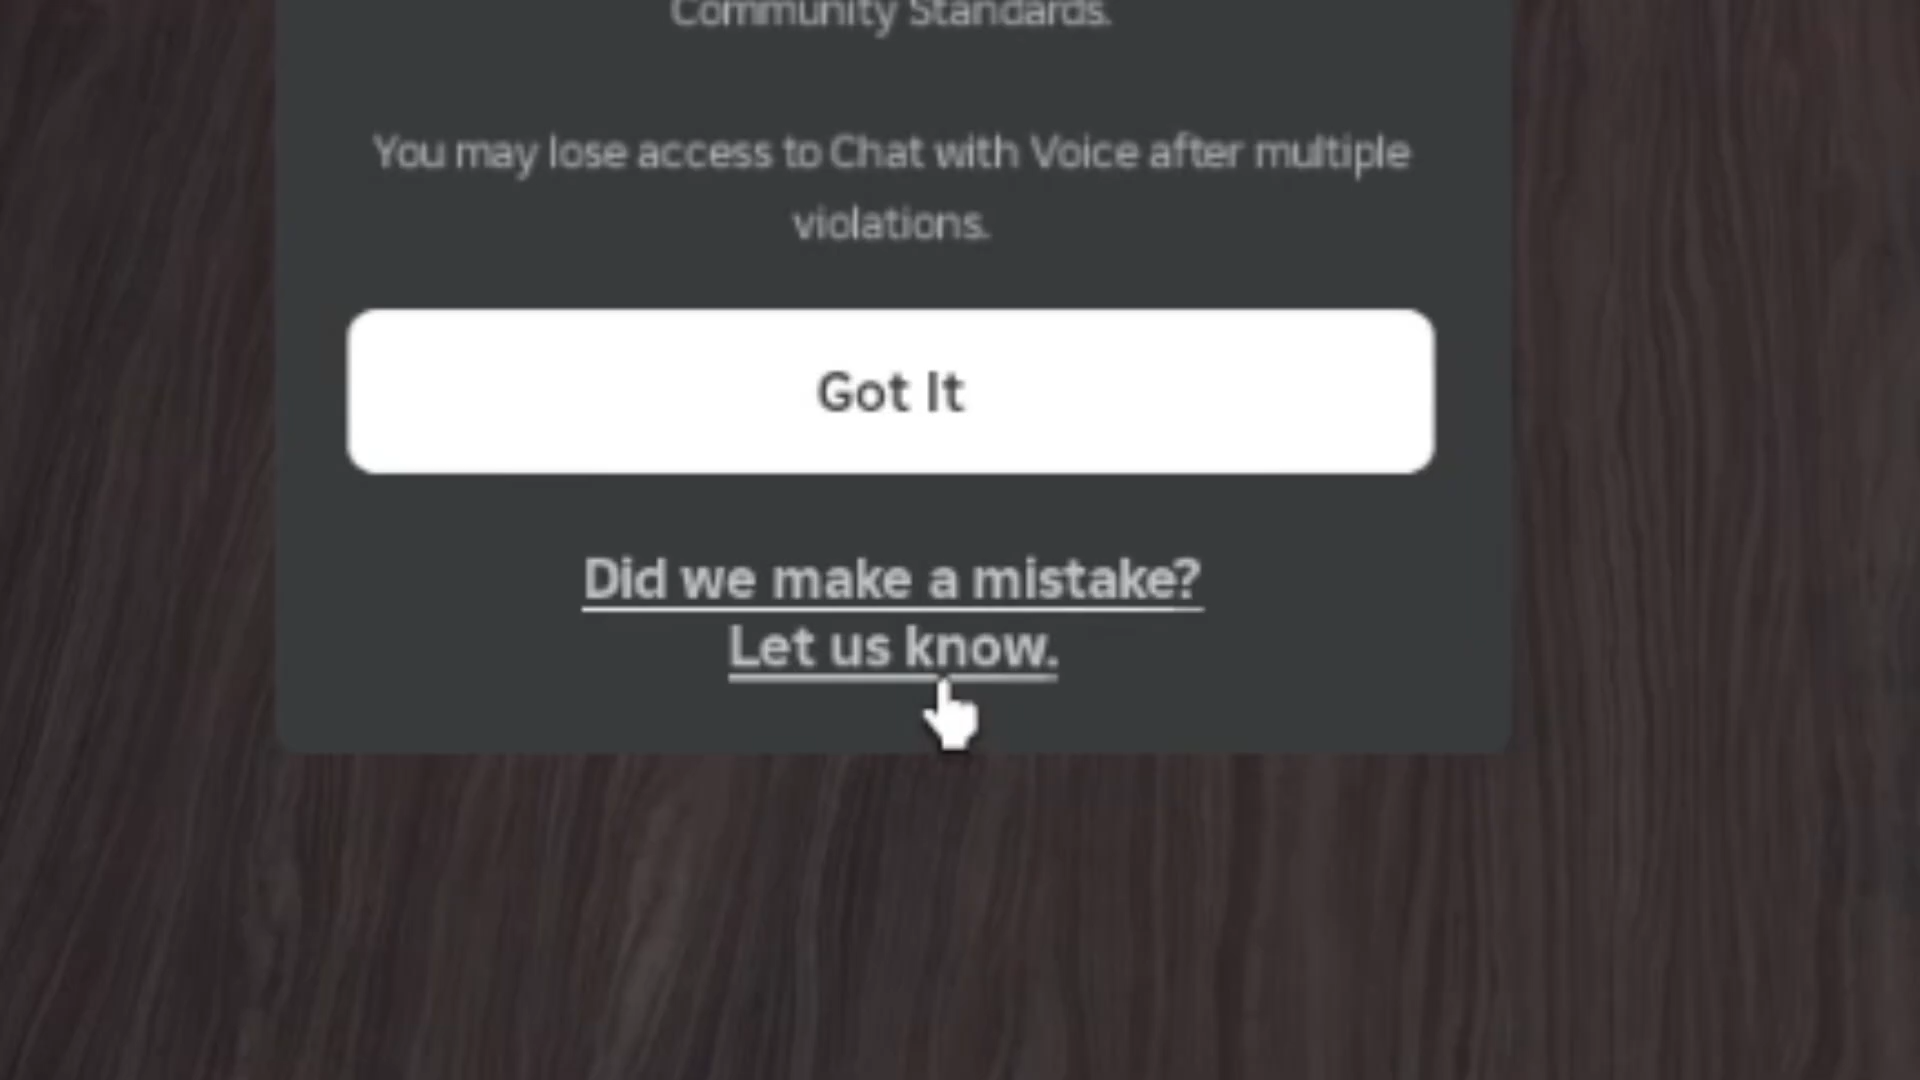 Community Standards.
You may lose access to Chat with Voice after multiple
violations.
Got It
Did we make a mistake?
Let us know.